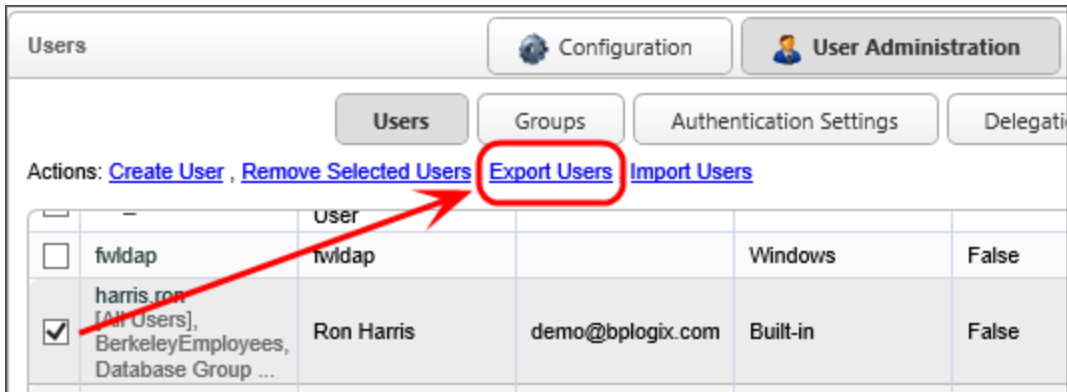 Users Configuration User Administration
Users Groups Authentication Settings Delegati
Actions: Create User , Remove Selected Users Export Users Import Users
User
fwldap fwldap Windows False
harris.ron
[All Users],
BerkeleyEmployees,
Database Group ...
Ron Harris demo@bplogix.com Built-in False